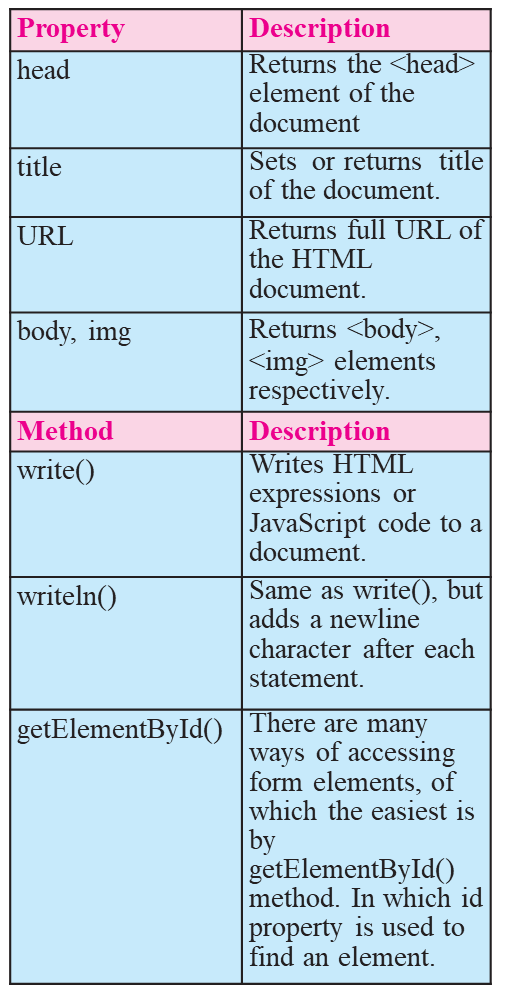 Property Description
head Returns the <head>
element of the
document
title Sets or returns title
of the document.
URL Returns full URL of
the HTML
document.
body, img Returns <body>,
<img> elements
respectively.
Method Description
write() Writes HTML
expressions or
JavaScript code to a
document.
writeln() Same as write(), but
adds a newline
character after each
statement.
getElementById() There are many
ways of accessing
form elements, of
which the easiest is
by
getElementById()
method. In which id
property is used to
find an element.